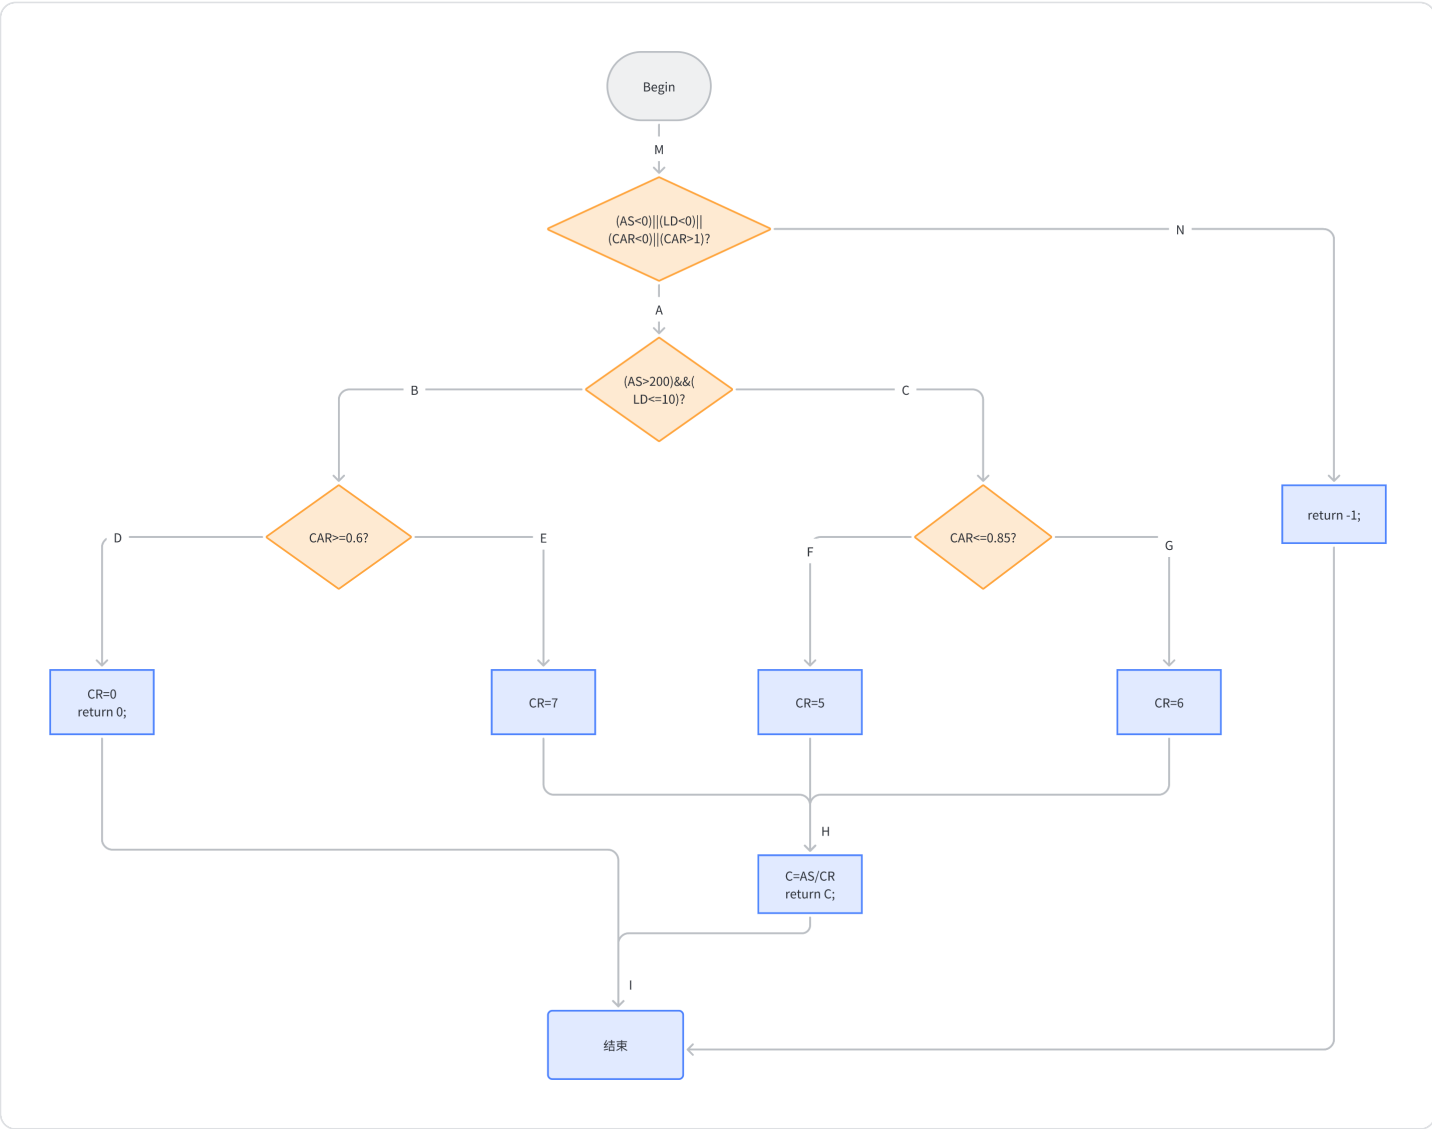 Begin
M
(AS<0)||(LD<0)||
(CAR<0)||(CAR>1)?
N
A
(AS>200)&&(
LD<=10)?
B
C
CAR>=0.6?
D
E
CAR<=0.85?
F
G
return -1;
CR=0
return 0;
CR=7
CR=5
CR=6
H
C=AS/CR
return C;
I
结束